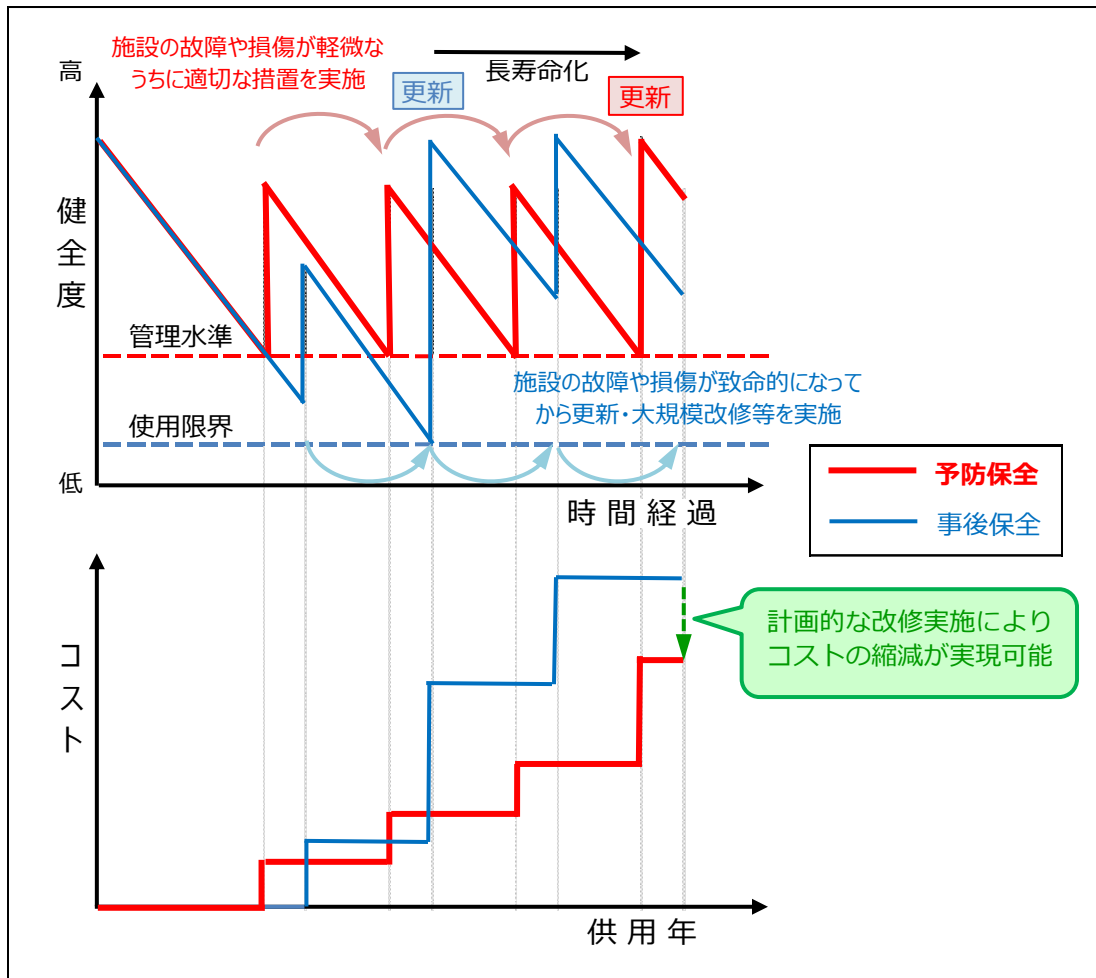 施設の故障や損傷が軽微な
うちに適切な措置を実施
長寿命化
高
更新
更新
健全度
管理水準
施設の故障や損傷が致命的になって
から更新・大規模改修等を実施
使用限界
低
時間経過
予防保全
事後保全
計画的な改修実施により
コストの縮減が実現可能
コスト
供用年